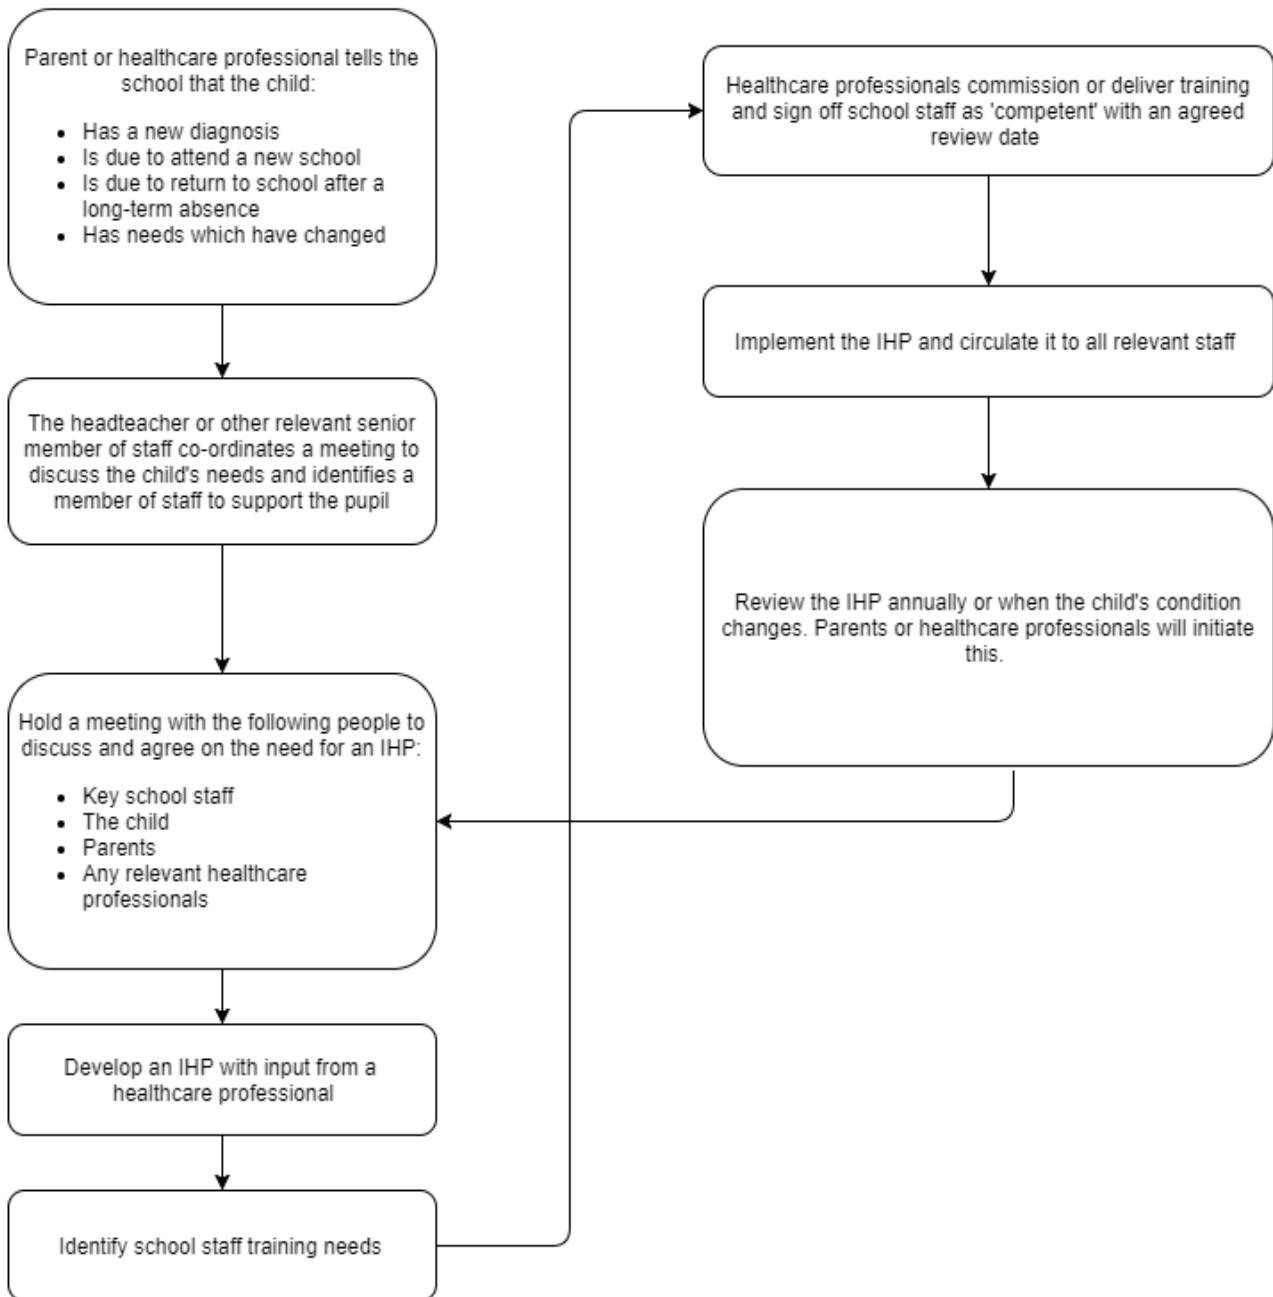 Parent or healthcare professional tells the
school that the child:
• Has a new diagnosis
• Is due to attend a new school
• Is due to return to school after a
long-term absence
• Has needs which have changed
The headteacher or other relevant senior
member of staff co-ordinates a meeting to
discuss the child's needs and identifies a
member of staff to support the pupil
Hold a meeting with the following people to
discuss and agree on the need for an IHP:
• Key school staff
• The child
• Parents
• Any relevant healthcare
professionals
Develop an IHP with input from a
healthcare professional
Identify school staff training needs
Healthcare professionals commission or deliver training
and sign off school staff as 'competent' with an agreed
review date
Implement the IHP and circulate it to all relevant staff
Review the IHP annually or when the child's condition
changes. Parents or healthcare professionals will initiate
this.